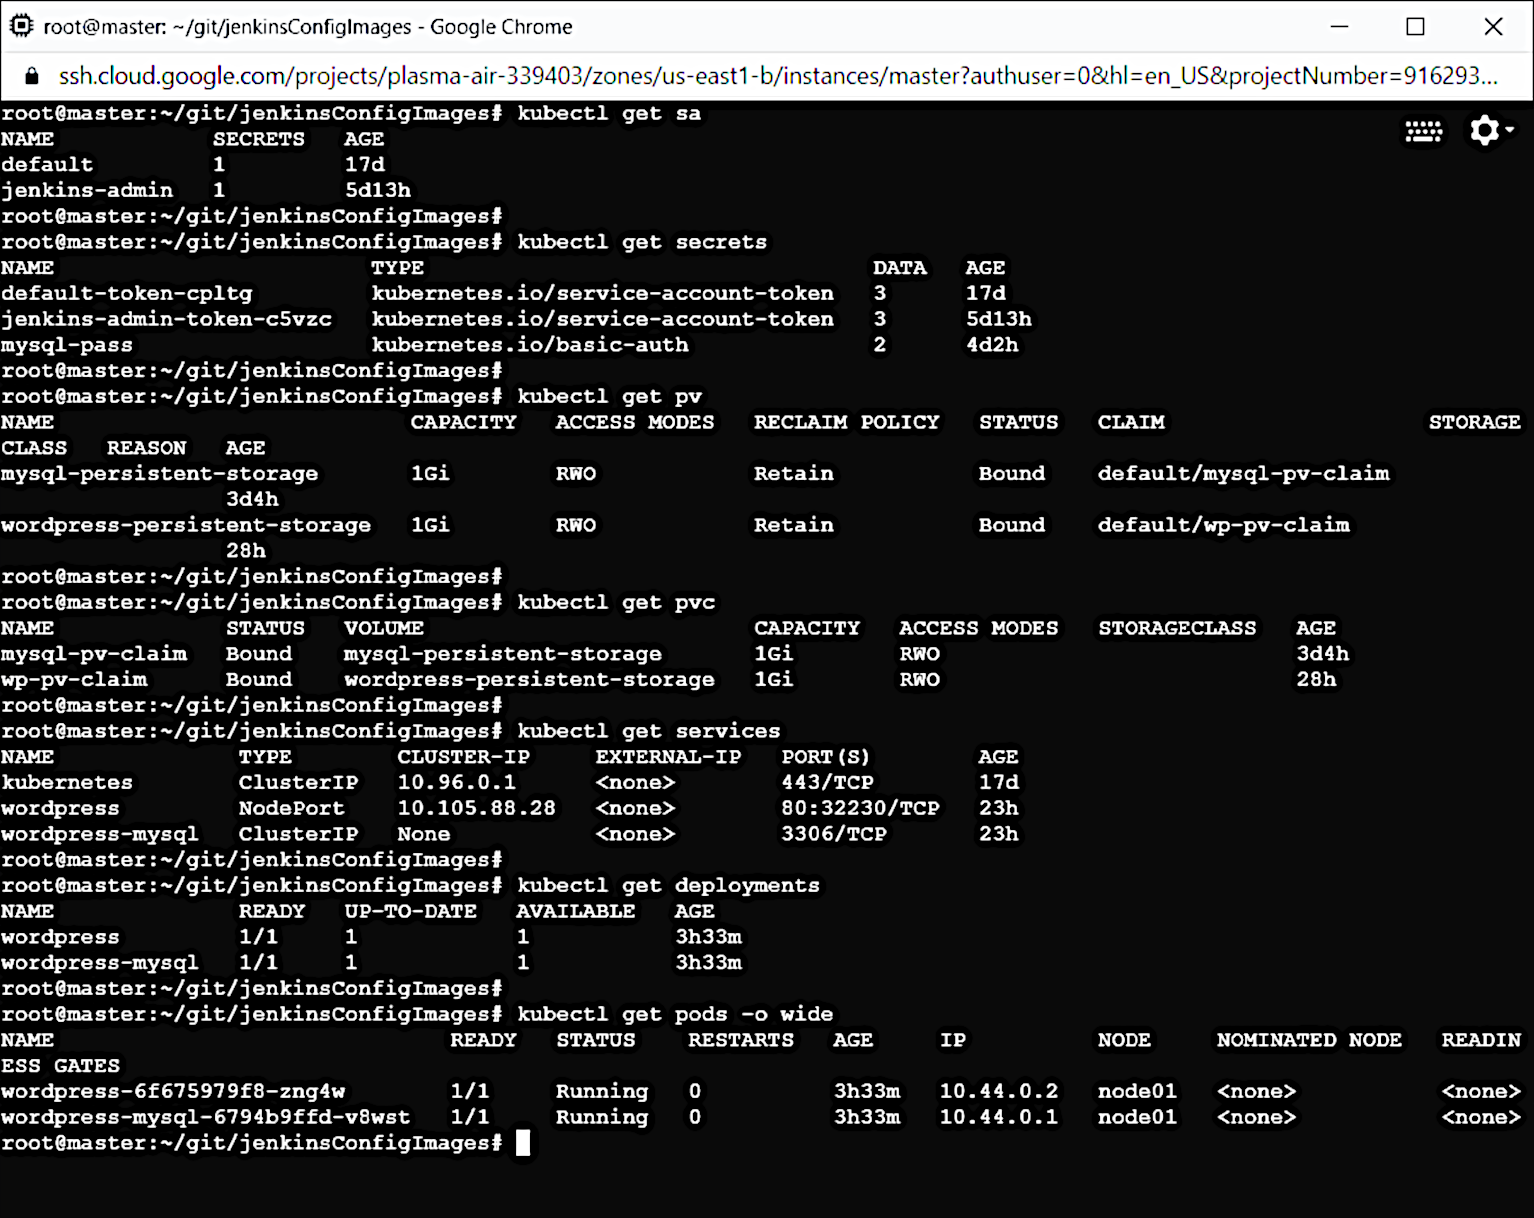 root@master: ~/git/jenkinsConfigImages - Google Chrome
ssh.cloud.google.com/projects/plasma-air-339403/zones/us-east1-b/instances/master?authuser=0&hl=en_US&projectNumber=916293...
root@master:~/git/jenkinsConfigImages# kubectl get sa
NAME            SECRETS   AGE
default         1         17d
jenkins-admin   1         5d13h
root@master:~/git/jenkinsConfigImages#
root@master:~/git/jenkinsConfigImages# kubectl get secrets
NAME                        TYPE                                  DATA   AGE
default-token-cpltg         kubernetes.io/service-account-token   3      17d
jenkins-admin-token-c5vzc   kubernetes.io/service-account-token   3      5d13h
mysql-pass                  kubernetes.io/basic-auth              2      4d2h
root@master:~/git/jenkinsConfigImages#
root@master:~/git/jenkinsConfigImages# kubectl get pv
NAME                           CAPACITY   ACCESS MODES   RECLAIM POLICY   STATUS   CLAIM                    STORAGE
CLASS   REASON   AGE
mysql-persistent-storage       1Gi        RWO            Retain           Bound    default/mysql-pv-claim
                 3d4h
wordpress-persistent-storage   1Gi        RWO            Retain           Bound    default/wp-pv-claim
                 28h
root@master:~/git/jenkinsConfigImages#
root@master:~/git/jenkinsConfigImages# kubectl get pvc
NAME             STATUS   VOLUME                         CAPACITY   ACCESS MODES   STORAGECLASS   AGE
mysql-pv-claim   Bound    mysql-persistent-storage       1Gi        RWO                           3d4h
wp-pv-claim      Bound    wordpress-persistent-storage   1Gi        RWO                           28h
root@master:~/git/jenkinsConfigImages#
root@master:~/git/jenkinsConfigImages# kubectl get services
NAME              TYPE        CLUSTER-IP     EXTERNAL-IP   PORT(S)        AGE
kubernetes        ClusterIP   10.96.0.1      <none>        443/TCP        17d
wordpress         NodePort    10.105.88.28   <none>        80:32230/TCP   23h
wordpress-mysql   ClusterIP   None           <none>        3306/TCP       23h
root@master:~/git/jenkinsConfigImages#
root@master:~/git/jenkinsConfigImages# kubectl get deployments
NAME              READY   UP-TO-DATE   AVAILABLE   AGE
wordpress         1/1     1            1           3h33m
wordpress-mysql   1/1     1            1           3h33m
root@master:~/git/jenkinsConfigImages#
root@master:~/git/jenkinsConfigImages# kubectl get pods -o wide
NAME                              READY   STATUS    RESTARTS   AGE     IP          NODE     NOMINATED NODE   READIN
ESS GATES
wordpress-6f675979f8-zng4w        1/1     Running   0          3h33m   10.44.0.2   node01   <none>           <none>
wordpress-mysql-6794b9ffd-v8wst   1/1     Running   0          3h33m   10.44.0.1   node01   <none>           <none>
root@master:~/git/jenkinsConfigImages#